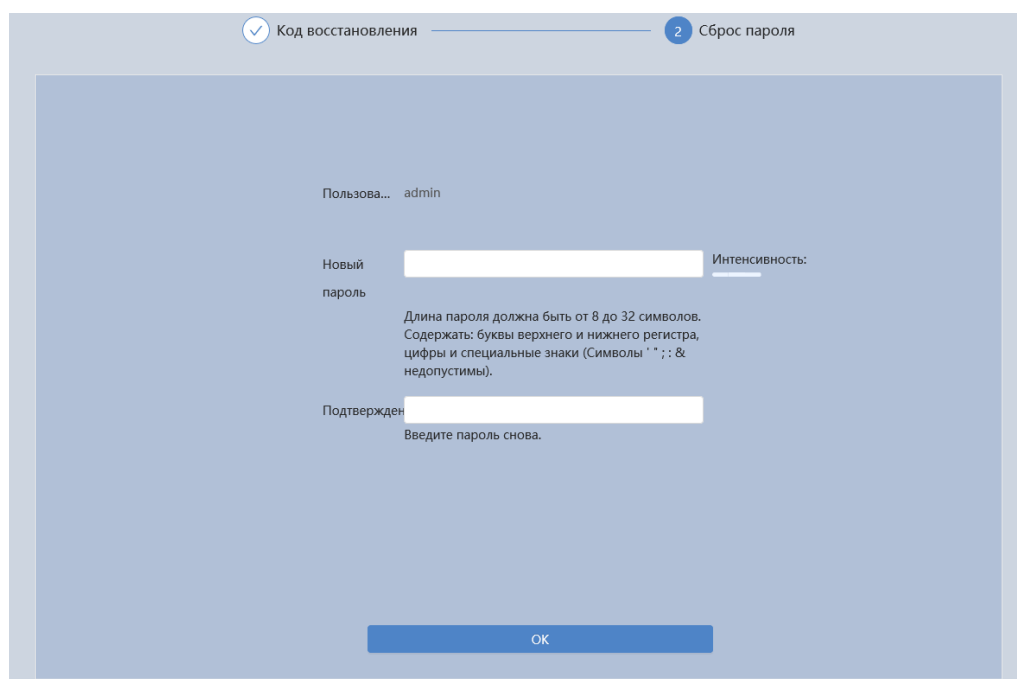 Код восстановления
2 Сброс пароля
Пользова... admin
Новый
пароль
Интенсивность:
Длина пароля должна быть от 8 до 32 символов.
Содержать: буквы верхнего и нижнего регистра,
цифры и специальные знаки (Символы ' " ; : &
недопустимы).
Подтвержден
Введите пароль снова.
OK